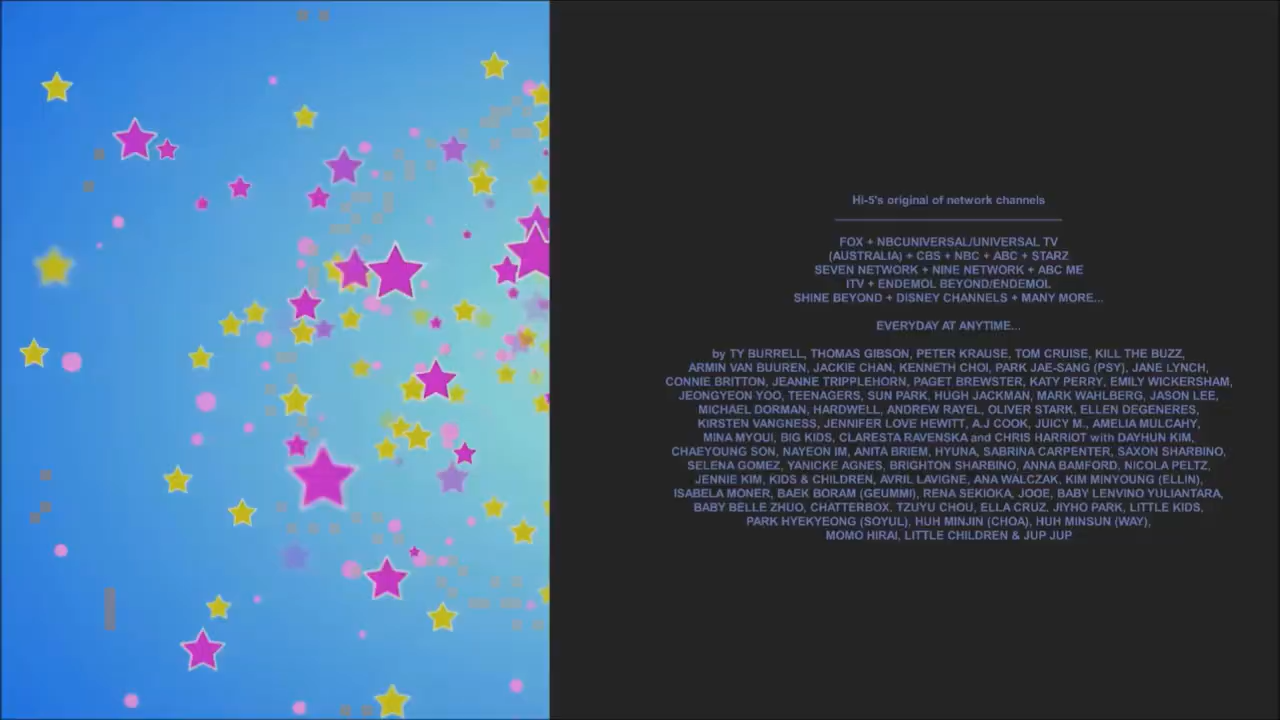 Hi-5's original of network channels
FOX + NBCUNIVERSAL/UNIVERSAL TV
(AUSTRALIA) + CBS + NBC + ABC + STARZ
SEVEN NETWORK + NINE NETWORK + ABC ME
ITV + ENDEMOL BEYOND/ENDEMOL
SHINE BEYOND + DISNEY CHANNELS + MANY MORE...
EVERYDAY AT ANYTIME...
by TY BURRELL, THOMAS GIBSON, PETER KRAUSE, TOM CRUISE, KILL THE BUZZ,
ARMIN VAN BUUREN, JACKIE CHAN, KENNETH CHOI, PARK JAE-SANG (PSY), JANE LYNCH,
CONNIE BRITTON, JEANNE TRIPPLEHORN, PAGET BREWSTER, KATY PERRY, EMILY WICKERSHAM,
JEONGYEON YOO, TEENAGERS, SUN PARK, HUGH JACKMAN, MARK WAHLBERG, JASON LEE,
MICHAEL DORMAN, HARDWELL, ANDREW RAYEL, OLIVER STARK, ELLEN DEGENERES,
KIRSTEN VANGNESS, JENNIFER LOVE HEWITT, A.J COOK, JUICY M., AMELIA MULCAHY,
MINA MYOUI, BIG KIDS, CLARESTA RAVENSKA and CHRIS HARRIOT with DAYHUN KIM,
CHAEYOUNG SON, NAYEON IM, ANITA BRIEM, HYUNA, SABRINA CARPENTER, SAXON SHARBINO,
SELENA GOMEZ, YANICKE AGNES, BRIGHTON SHARBINO, ANNA BAMFORD, NICOLA PELTZ,
JENNIE KIM, KIDS & CHILDREN, AVRIL LAVIGNE, ANA WALCZAK, KIM MINYOUNG (ELLIN),
ISABELA MONER, BAEK BORAM (GEUMMI), RENA SEKIOKA, JOOE, BABY LENVINO YULIANTARA,
BABY BELLE ZHUO, CHATTERBOX, TZUYU CHOU, ELLA CRUZ, JIYHO PARK, LITTLE KIDS,
PARK HYEKYEONG (SOYUL), HUH MINJIN (CHOA), HUH MINSUN (WAY),
MOMO HIRAI, LITTLE CHILDREN & JUP JUP